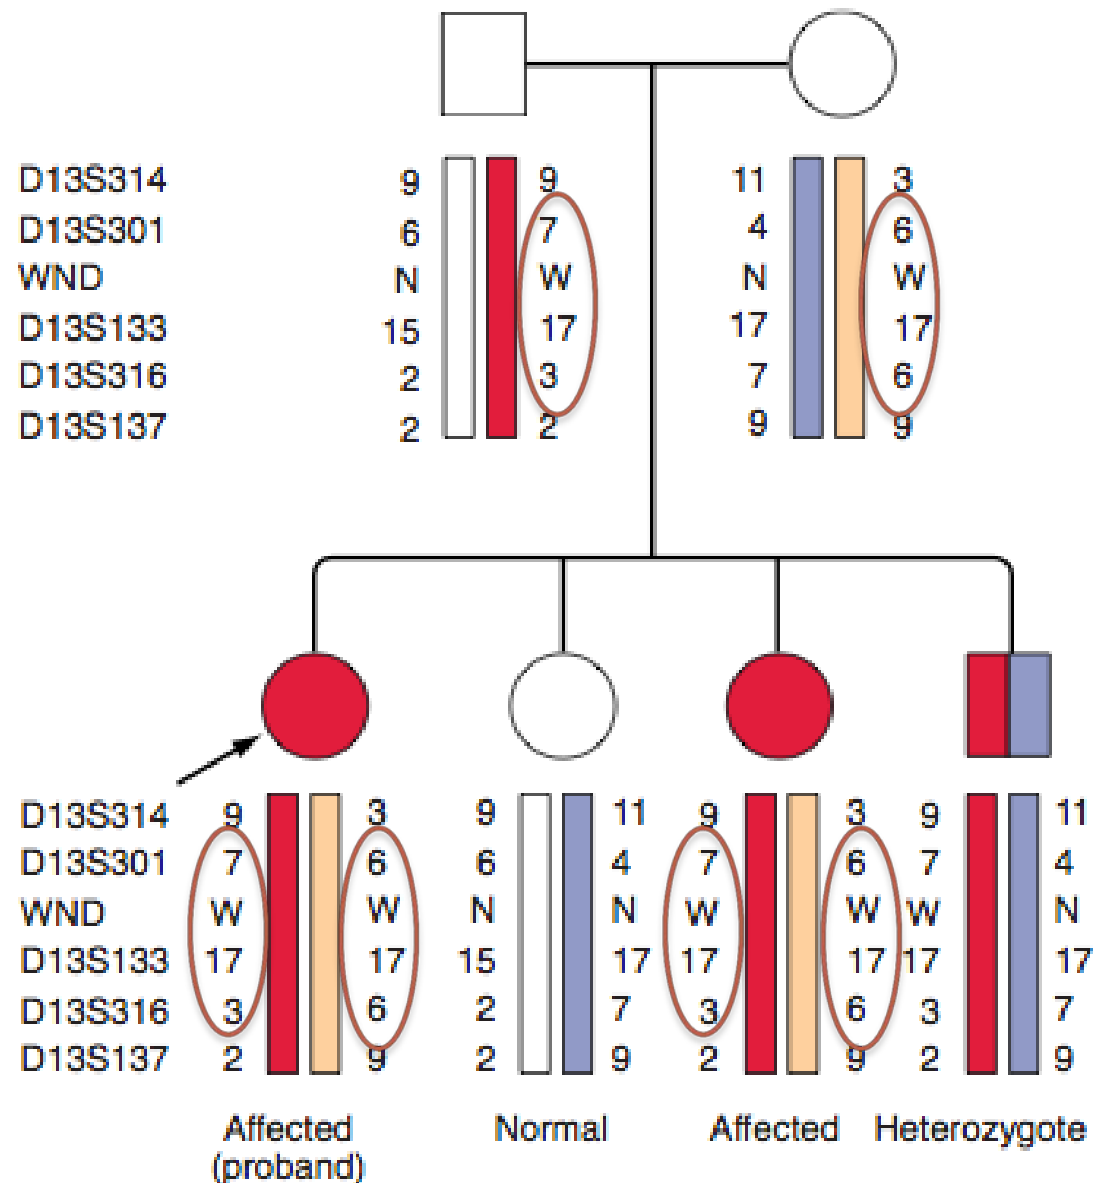 D13S314 9 9 11 3
D13S301 6 7 4 6
WND N W N W
D13S133 15 17 17 17
D13S316 2 3 7 6
D13S137 2 2 9 9
D13S314 9 3 9 11 9 3 9 11
D13S301 7 6 6 4 7 6 7 4
WND W W N N W W W N
D13S133 17 17 15 17 17 17 17 17
D13S316 3 6 2 7 3 6 3 7
D13S137 2 9 2 9 2 9 2 9
Affected Normal Affected Heterozygote
(proband)